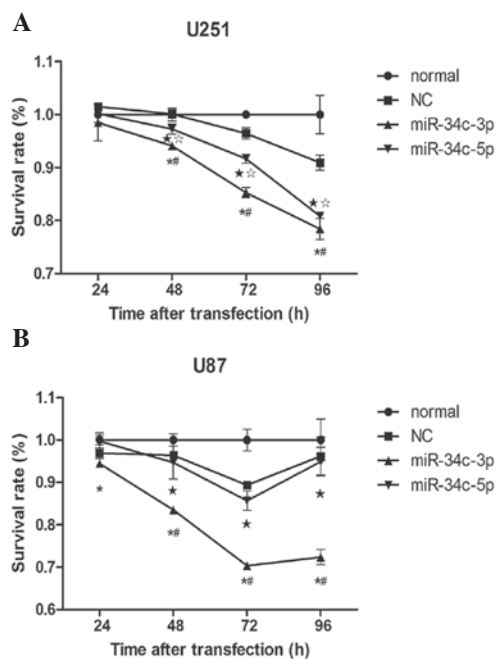 A
U251
1.1
1.0
0.9
0.8
0.7
Survival rate (%)
24 48 72 96
Time after transfection (h)
normal
NC
miR-34c-3p
miR-34c-5p
★☆
*#
★☆
*#
★☆
*#
B
U87
1.1
1.0
0.9
0.8
0.7
0.6
Survival rate (%)
24 48 72 96
Time after transfection (h)
normal
NC
miR-34c-3p
miR-34c-5p
*
★
*#
★
*#
★
*#